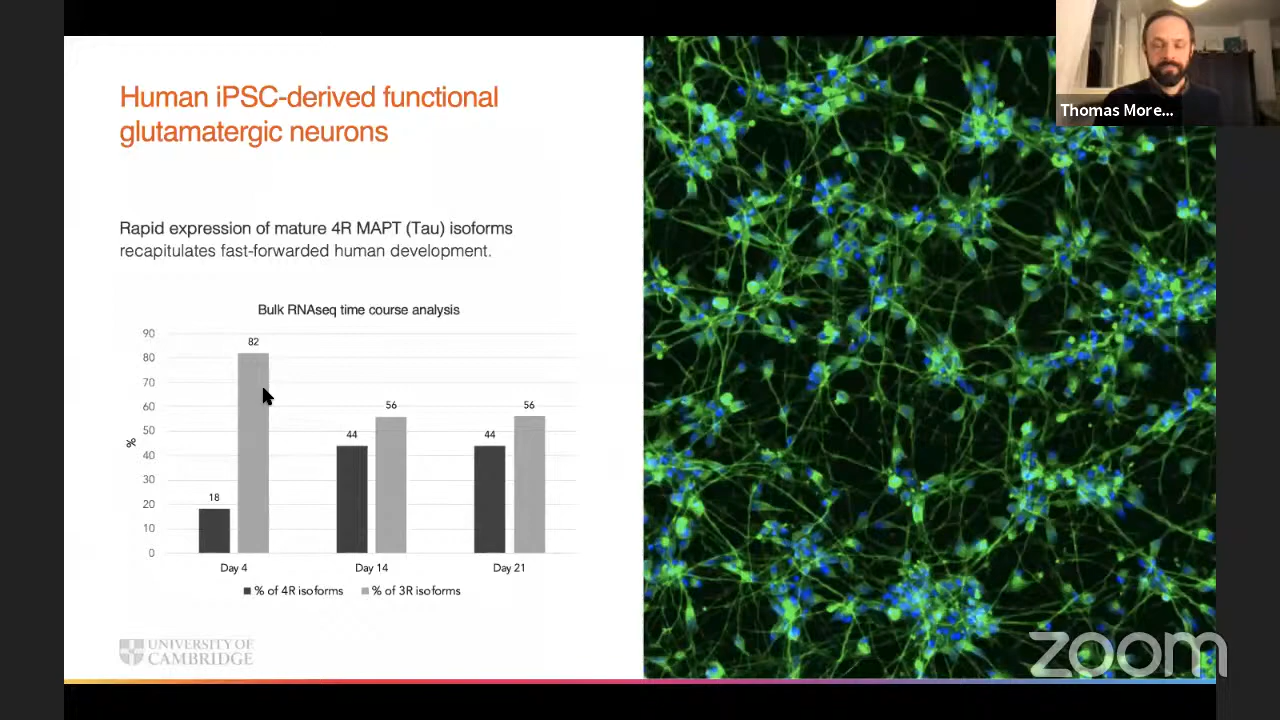 Human iPSC-derived functional
glutamatergic neurons
Thomas More...
Rapid expression of mature 4R MAPT (Tau) isoforms
recapitulates fast-forwarded human development.
Bulk RNAseq time course analysis
%
90
80
70
60
50
40
30
20
10
0
18
82
44
56
44
56
Day 4
Day 14
Day 21
% of 4R isoforms
% of 3R isoforms
UNIVERSITY OF
CAMBRIDGE
zoom